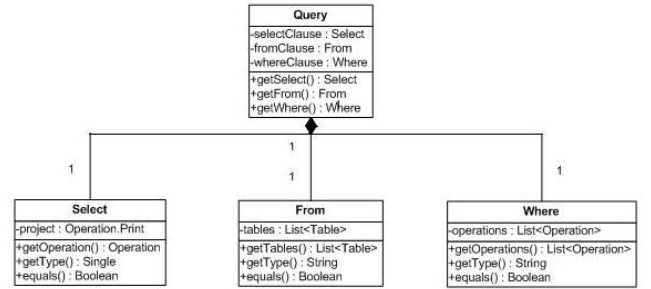 Query
-selectClause : Select
-fromClause : From
-whereClause : Where
+getSelect() : Select
+getFrom() : From
+getWhere() : Where
1
1
1
1
Select
-project : Operation.Print
+getOperation() : Operation
+getType() : Single
+equals() : Boolean
From
-tables : List<Table>
+getTables() : List<Table>
+getType() : String
+equals() : Boolean
Where
-operations : List<Operation>
+getOperations() : List<Operation>
+getType() : String
+equals() : Boolean